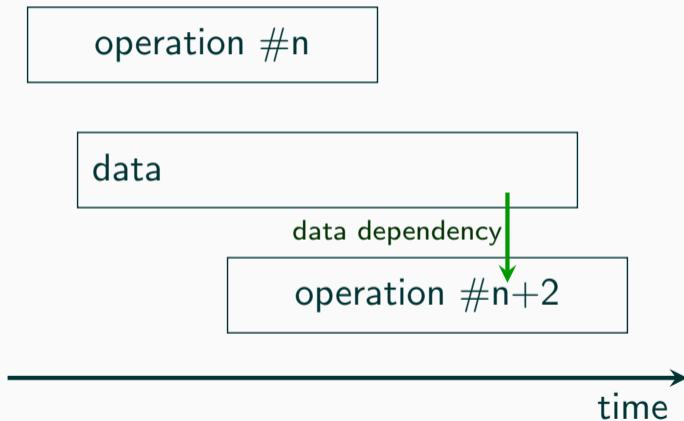 operation #n
data
data dependency
operation #n+2
time